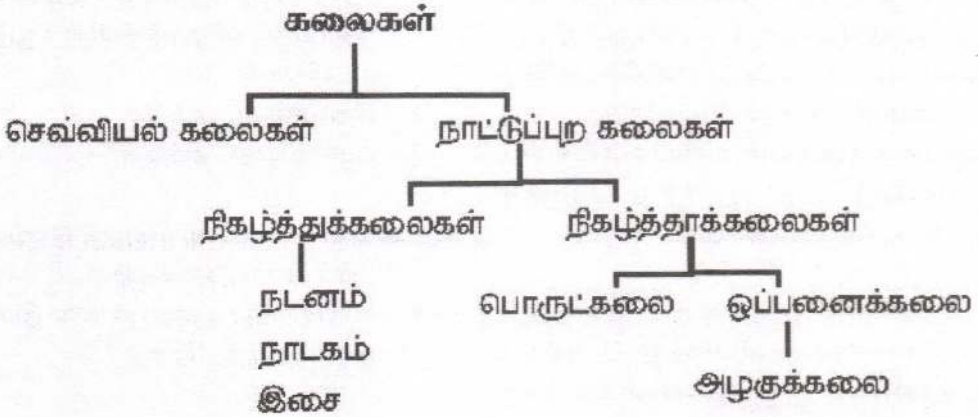 கலைகள்
செவ்வியல் கலைகள் நாட்டுப்புற கலைகள்
நிகழ்த்துக்கலைகள் நிகழ்த்தாக்கலைகள்
நடனம் பொருட்கலை ஒப்பனைக்கலை
நாடகம்
அழகுக்கலை
இசை